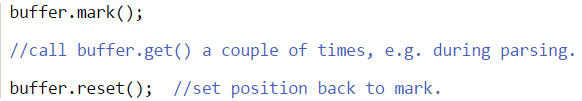 buffer.mark();
//call buffer.get() a couple of times, e.g. during parsing.
buffer.reset();  //set position back to mark.